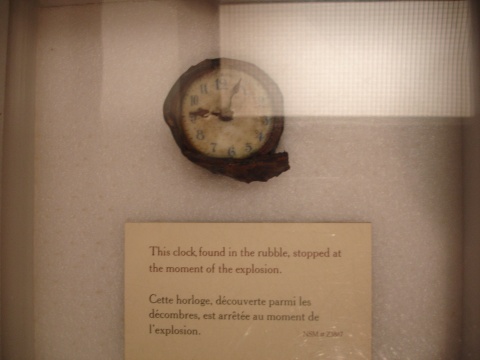 This clock, found in the rubble, stopped at
the moment of the explosion.
Cette horloge, découverte parmi les
décombres, est arrêtée au moment de
l'explosion.